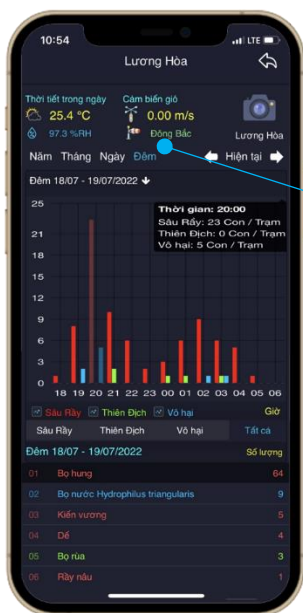 10:54
LTE
Lương Hòa
Thời tiết trong ngày Cảm biến gió
25.4 °C 0.00 m/s
97.3 %RH Đông Bắc Lương Hòa
Năm Tháng Ngày Đêm Hiện tại
Đêm 18/07 - 19/07/2022
25
21
18
15
12
9
6
3
0
Thời gian: 20:00
Sâu Rầy: 23 Con / Trạm
Thiên Địch: 0 Con / Trạm
Vô hại: 5 Con / Trạm
18 19 20 21 22 23 00 01 02 03 04 05 06
Sâu Rầy Thiên Địch Vô hại Giờ
Sâu Rầy Thiên Địch Vô hại Tất cả
Đêm 18/07 - 19/07/2022 Số lượng
01 Bọ hung 64
02 Bọ nước Hydrophilus triangularis 9
03 Kiến vương 5
04 Dế 4
05 Bọ rùa 3
06 Rầy nâu 1